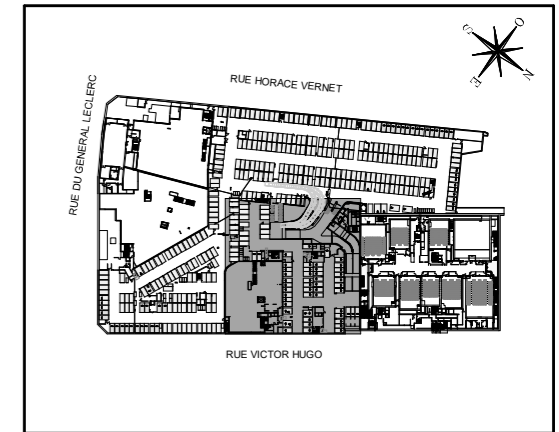 S
O
E
N
RUE HORACE VERNET
RUE DU GENERAL LECLERC
RUE VICTOR HUGO